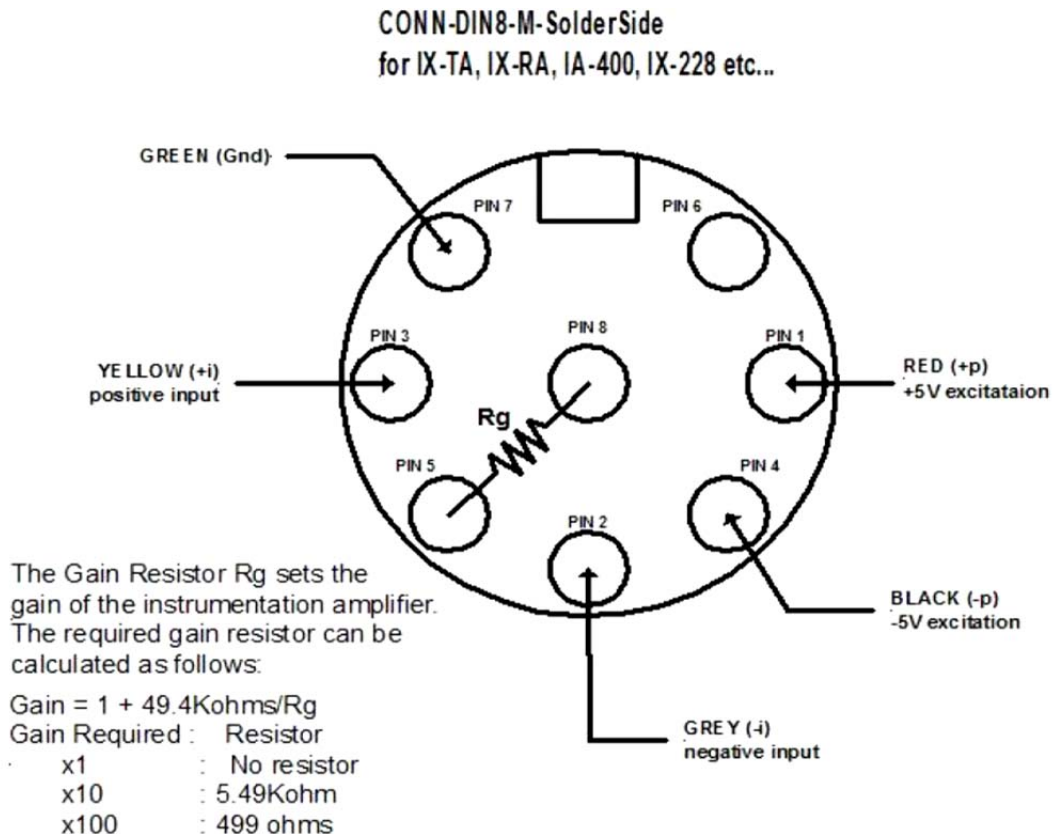 CONN-DIN8-M-SolderSide
for IX-TA, IX-RA, IA-400, IX-228 etc...
GREEN (Gnd)
PIN 7
PIN 6
PIN 3
PIN 8
PIN 1
YELLOW (+i)
positive input
RED (+p)
+5V excitataion
Rg
PIN 5
PIN 4
PIN 2
The Gain Resistor Rg sets the
gain of the instrumentation amplifier.
The required gain resistor can be
calculated as follows:
BLACK (-p)
-5V excitation
Gain = 1 + 49.4Kohms/Rg
Gain Required : Resistor
x1 : No resistor
x10 : 5.49Kohm
x100 : 499 ohms
GREY (-i)
negative input